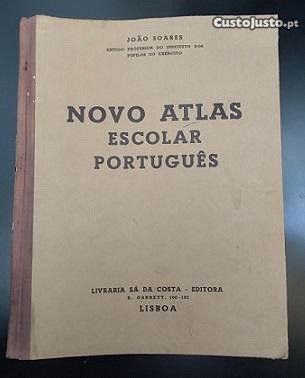 CustoJusto.pt
JOÃO SOARES
ANTIGO PROFESSOR DO INSTITUTO DOS
PUPILOS DO EXÉRCITO
NOVO ATLAS
ESCOLAR
PORTUGUÊS
LIVRARIA SÁ DA COSTA - EDITORA
R. GARRETT, 100-102
LISBOA